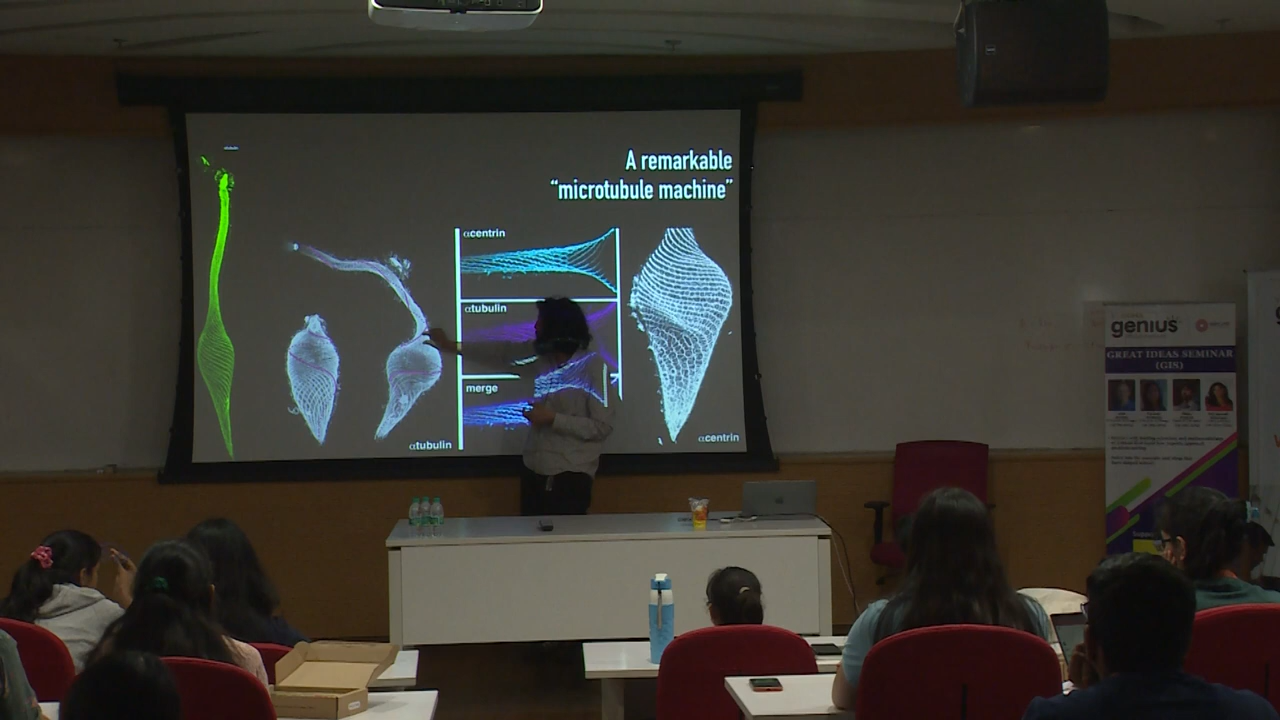 A remarkable
“microtubule machine”
αcentrin
αtubulin
merge
αtubulin
αcentrin
genius
GREAT IDEAS SEMINAR
(GIS)